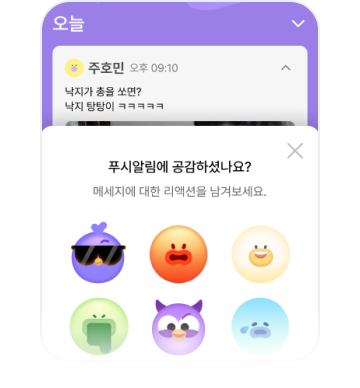 오늘
주호민 오후 09:10
낙지가 총을 쏘면?
낙지 탕탕이 ㅋㅋㅋㅋㅋ
푸시알림에 공감하셨나요?
메세지에 대한 리액션을 남겨보세요.